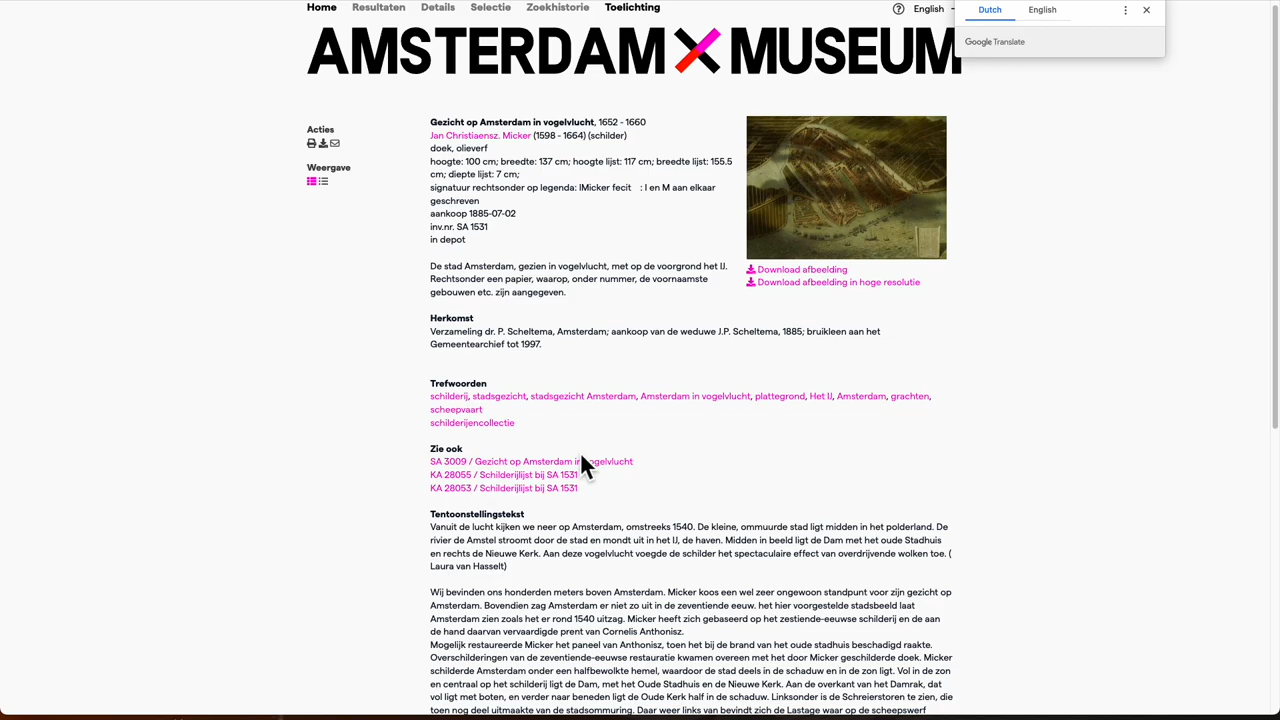 Home Resultaten Details Selectie Zoekhistorie Toelichting
English
Dutch English
Google Translate
AMSTERDAM MUSEUM
Acties
Weergave
Gezicht op Amsterdam in vogelvlucht, 1652 - 1660
Jan Christiaensz. Micker (1598 - 1664) (schilder)
doek, olieverf
hoogte: 100 cm; breedte: 137 cm; hoogte lijst: 117 cm; breedte lijst: 155.5
cm; diepte lijst: 7 cm;
signatuur rechtsonder op legenda: IMicker fecit : I en M aan elkaar
geschreven
aankoop 1885-07-02
inv.nr. SA 1531
in depot
De stad Amsterdam, gezien in vogelvlucht, met op de voorgrond het IJ.
Rechtsonder een papier, waarop, onder nummer, de voornaamste
gebouwen etc. zijn aangegeven.
Download afbeelding
Download afbeelding in hoge resolutie
Herkomst
Verzameling dr. P. Scheltema, Amsterdam; aankoop van de weduwe J.P. Scheltema, 1885; bruikleen aan het
Gemeentearchief tot 1997.
Trefwoorden
schilderij, stadsgezicht, stadsgezicht Amsterdam, Amsterdam in vogelvlucht, plattegrond, Het IJ, Amsterdam, grachten,
scheepvaart
schilderijencollectie
Zie ook
SA 3009 / Gezicht op Amsterdam in vogelvlucht
KA 28055 / Schilderijlijst bij SA 1531
KA 28053 / Schilderijlijst bij SA 1531
Tentoonstellingstekst
Vanuit de lucht kijken we neer op Amsterdam, omstreeks 1540. De kleine, ommuurde stad ligt midden in het polderland. De
rivier de Amstel stroomt door de stad en mondt uit in het IJ, de haven. Midden in beeld ligt de Dam met het oude Stadhuis
en rechts de Nieuwe Kerk. Aan deze vogelvlucht voegde de schilder het spectaculaire effect van overdrijvende wolken toe. (
Laura van Hasselt)
Wij bevinden ons honderden meters boven Amsterdam. Micker koos een wel zeer ongewoon standpunt voor zijn gezicht op
Amsterdam. Bovendien zag Amsterdam er niet zo uit in de zeventiende eeuw. het hier voorgestelde stadsbeeld laat
Amsterdam zien zoals het er rond 1540 uitzag. Micker heeft zich gebaseerd op het zestiende-eeuwse schilderij en de aan
de hand daarvan vervaardigde prent van Cornelis Anthonisz.
Mogelijk restaureerde Micker het paneel van Anthonisz, toen het bij de brand van het oude stadhuis beschadigd raakte.
Overschilderingen van de zeventiende-eeuwse restauratie kwamen overeen met het door Micker geschilderde doek. Micker
schilderde Amsterdam onder een halfbewolkte hemel, waardoor de stad deels in de schaduw en in de zon ligt. Vol in de zon
en centraal op het schilderij ligt de Dam, met het Oude Stadhuis en de Nieuwe Kerk. Aan de overkant van het Damrak, dat
vol ligt met boten, en verder naar beneden ligt de Oude Kerk half in de schaduw. Linksonder is de Schreierstoren te zien, die
toen nog deel uitmaakte van de stadsommuring. Daar weer links van bevindt zich de Lastage waar op de scheepswerf